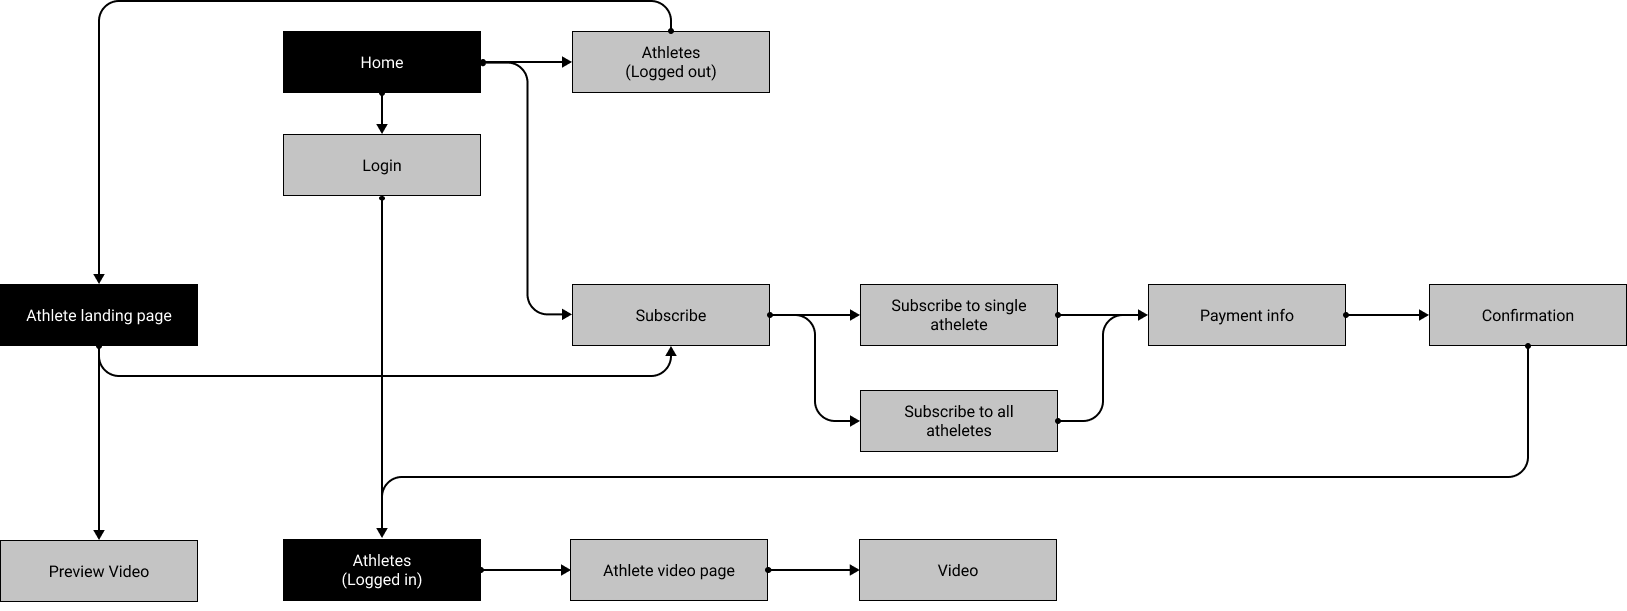 Home
Athletes
(Logged out)
Login
Athlete landing page
Subscribe
Subscribe to single
athelete
Payment info
Confirmation
Subscribe to all
atheletes
Preview Video
Athletes
(Logged in)
Athlete video page
Video